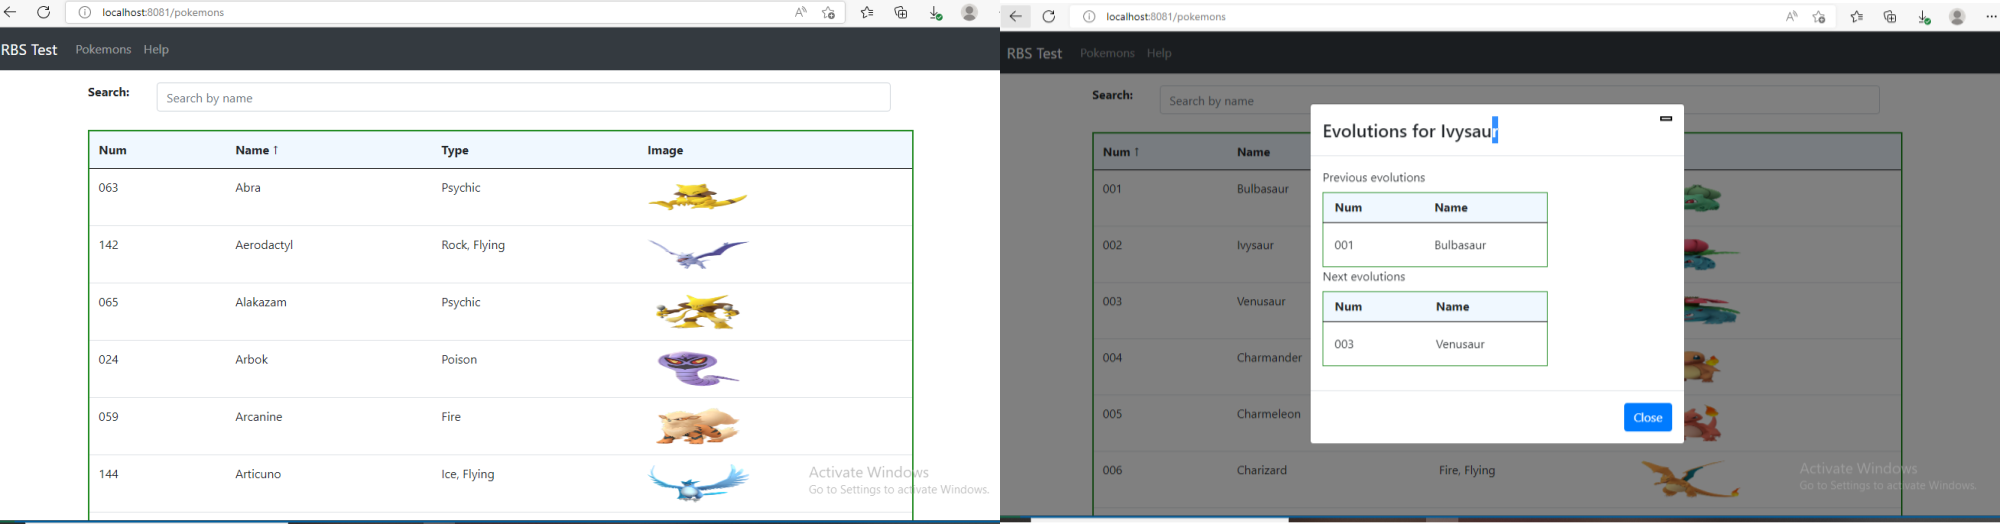 localhost:8081/pokemons
RBS Test Pokemons Help
Search: Search by name
Num Name ↑ Type Image
063 Abra Psychic
142 Aerodactyl Rock, Flying
065 Alakazam Psychic
024 Arbok Poison
059 Arcanine Fire
144 Articuno Ice, Flying
Activate Windows
Go to Settings to activate Windows.
localhost:8081/pokemons
RBS Test Pokemons Help
Search: Search by name
Num ↑ Name
001 Bulbasaur
002 Ivysaur
003 Venusaur
004 Charmander
005 Charmeleon
006 Charizard Fire, Flying
Evolutions for Ivysaur
Previous evolutions
Num Name
001 Bulbasaur
Next evolutions
Num Name
003 Venusaur
Close
Activate Windows
Go to Settings to activate Windows.